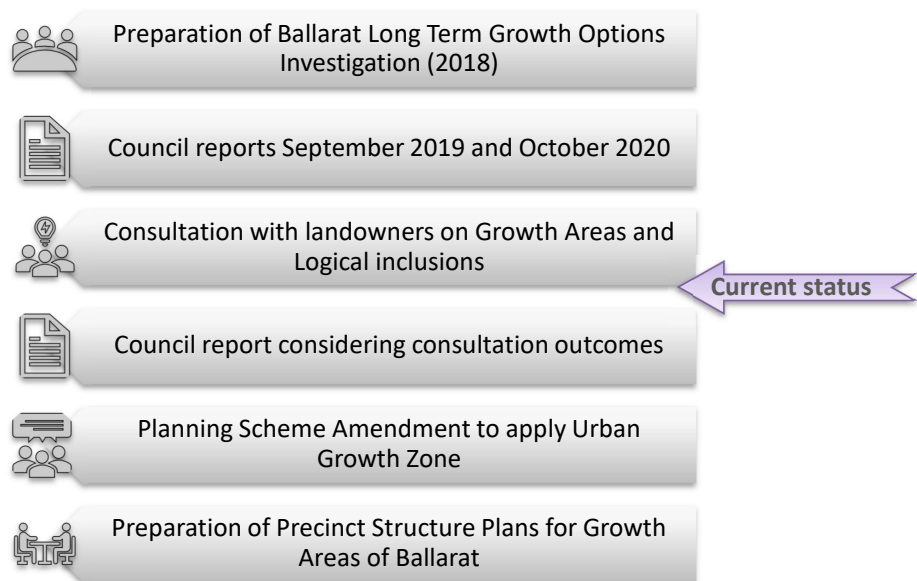 Preparation of Ballarat Long Term Growth Options
Investigation (2018)
Council reports September 2019 and October 2020
Consultation with landowners on Growth Areas and
Logical inclusions
Current status
Council report considering consultation outcomes
Planning Scheme Amendment to apply Urban
Growth Zone
Preparation of Precinct Structure Plans for Growth
Areas of Ballarat